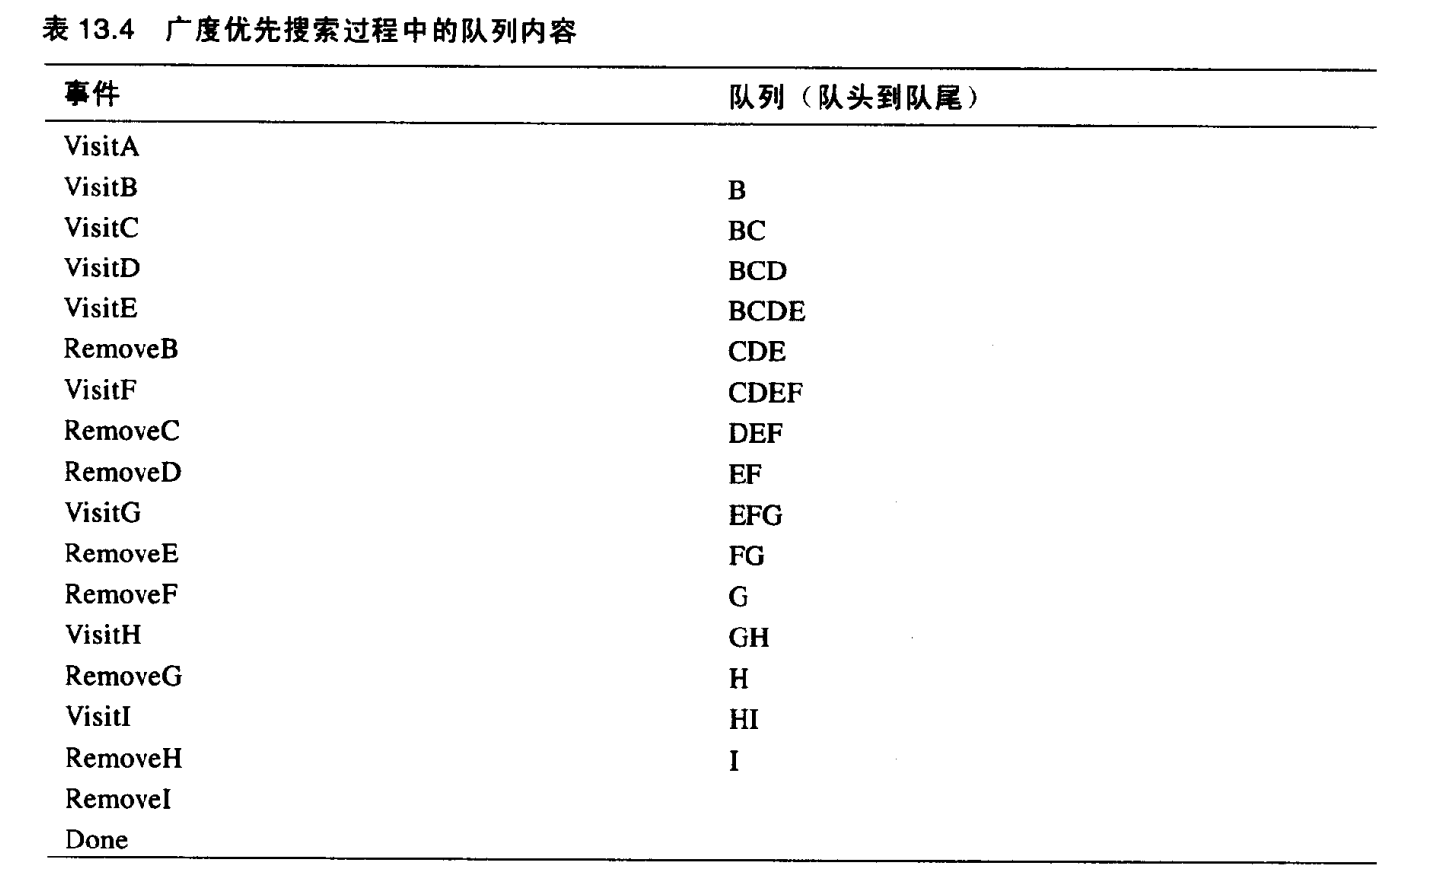 表 13.4 广度优先搜索过程中的队列内容
事件 队列（队头到队尾）
VisitA
VisitB B
VisitC BC
VisitD BCD
VisitE BCDE
RemoveB CDE
VisitF CDEF
RemoveC DEF
RemoveD EF
VisitG EFG
RemoveE FG
RemoveF G
VisitH GH
RemoveG H
VisitI HI
RemoveH I
RemoveI
Done